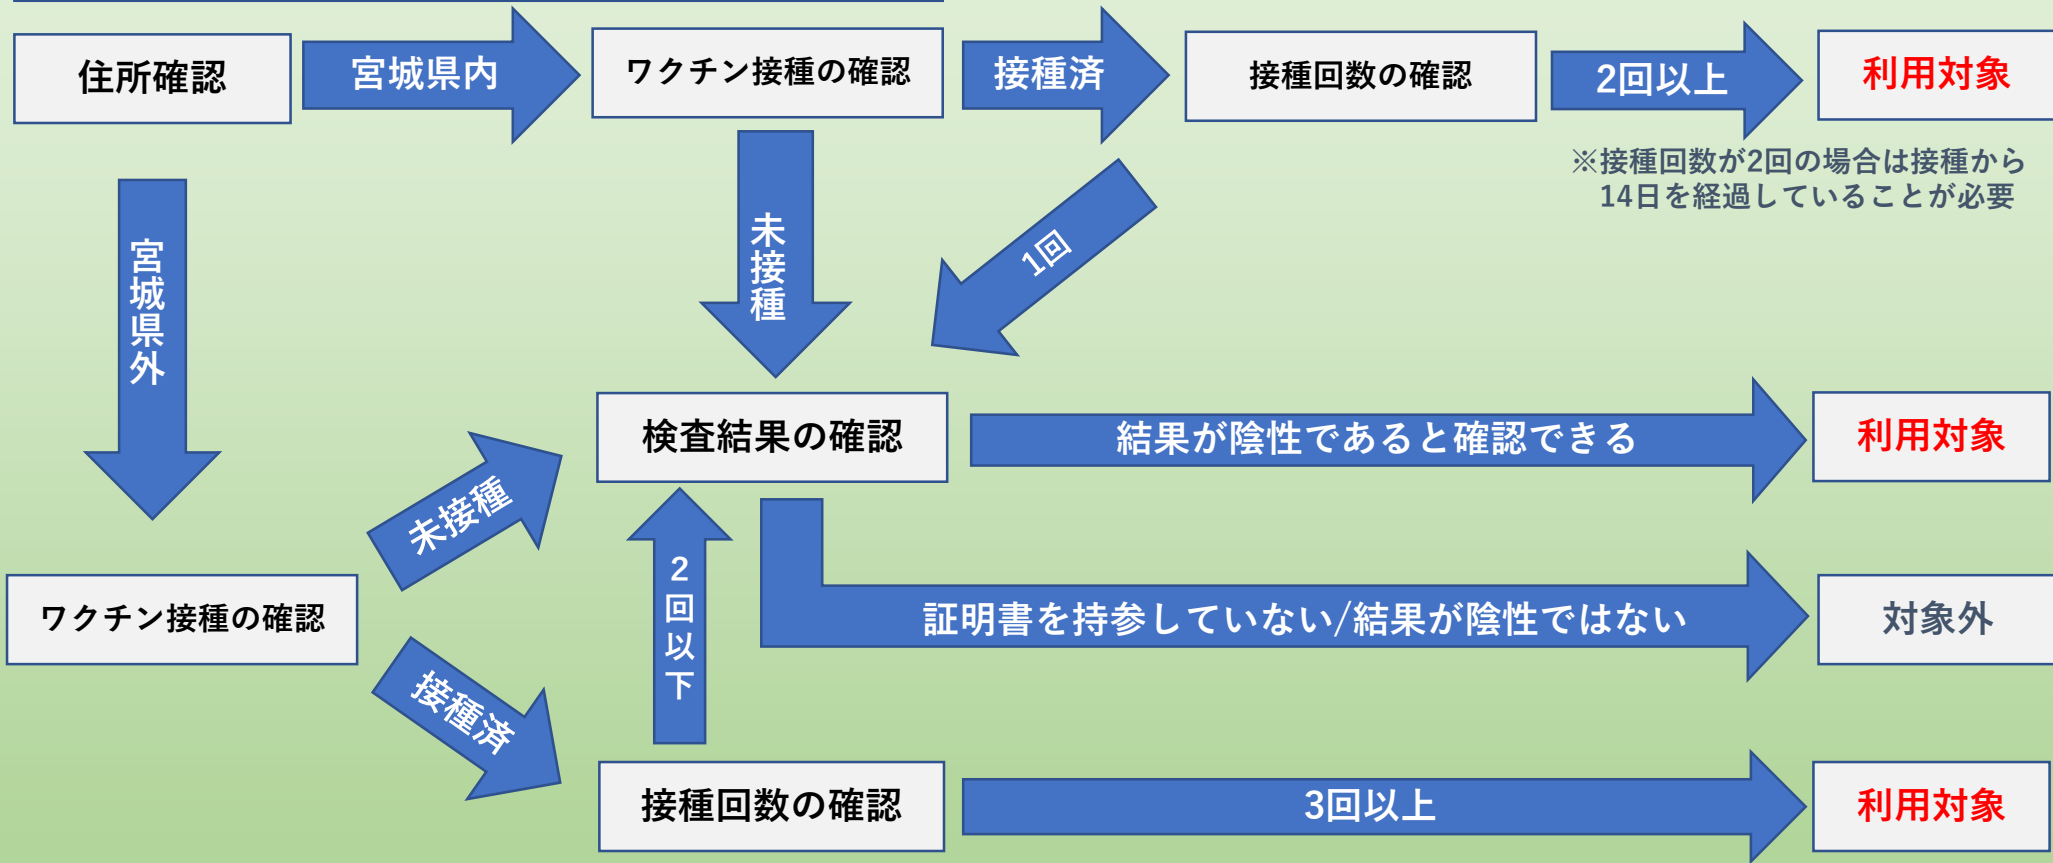 住所確認
宮城県内
ワクチン接種の確認
接種済
接種回数の確認
2回以上
利用対象
※接種回数が2回の場合は接種から
14日を経過していることが必要
宮城県外
未接種
1回
検査結果の確認
結果が陰性であると確認できる
利用対象
未接種
ワクチン接種の確認
2回以下
証明書を持参していない/結果が陰性ではない
対象外
接種済
接種回数の確認
3回以上
利用対象